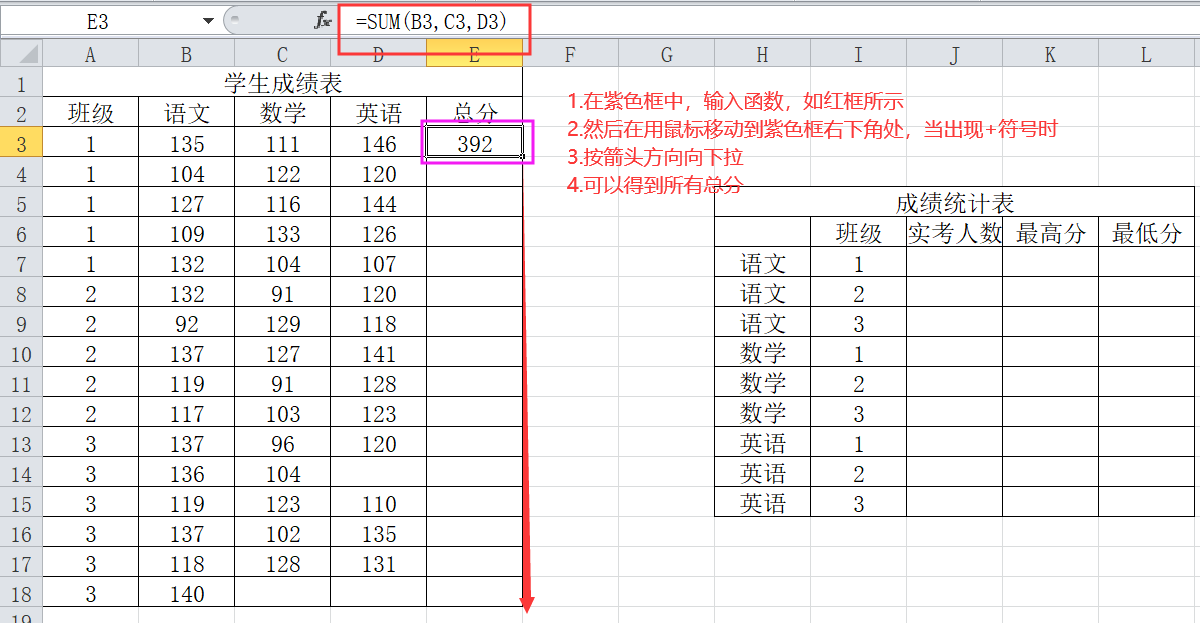 E3 fx =SUM(B3,C3,D3)
A B C D E F G H I J K L
1 学生成绩表
2 班级 语文 数学 英语 总分
3 1 135 111 146 392
4 1 104 122 120
5 1 127 116 144
6 1 109 133 126
7 1 132 104 107
8 2 132 91 120
9 2 92 129 118
10 2 137 127 141
11 2 119 91 128
12 2 117 103 123
13 3 137 96 120
14 3 136 104
15 3 119 123 110
16 3 137 102 135
17 3 118 128 131
18 3 140
19
1.在紫色框中，输入函数，如红框所示
2.然后在用鼠标移动到紫色框右下角处，当出现+符号时
3.按箭头方向向下拉
4.可以得到所有总分
成绩统计表
班级 实考人数 最高分 最低分
语文 1
语文 2
语文 3
数学 1
数学 2
数学 3
英语 1
英语 2
英语 3